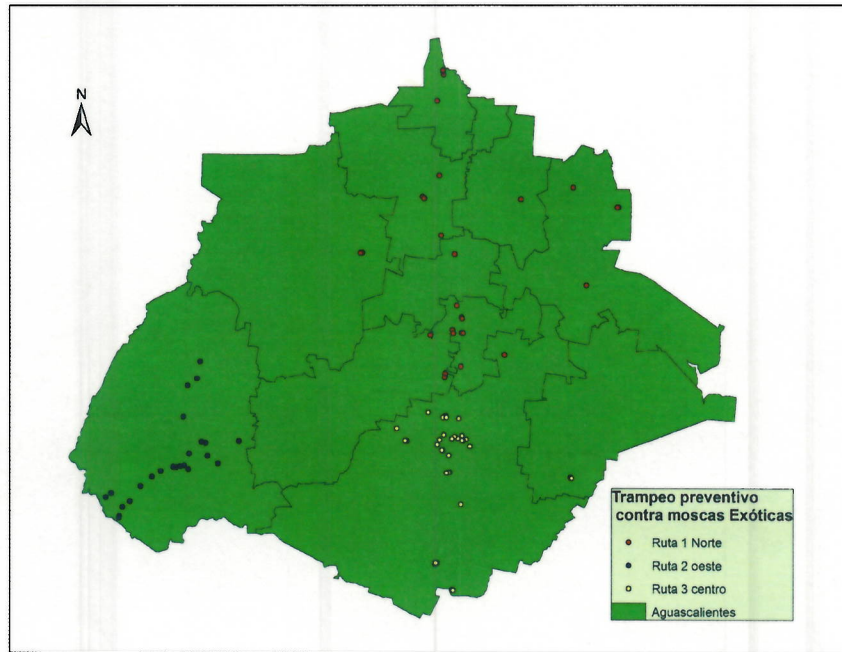 N
Trampeo preventivo
contra moscas Exóticas
Ruta 1 Norte
Ruta 2 oeste
Ruta 3 centro
Aguascalientes